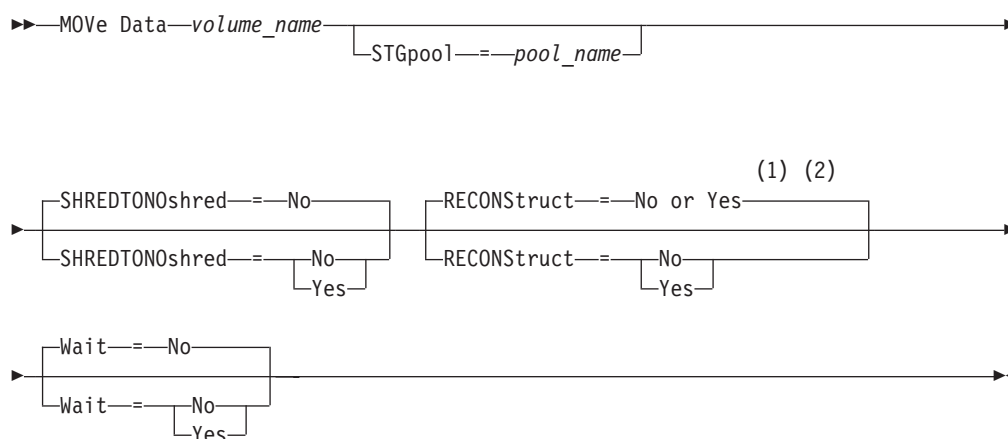 MOVe Data volume_name
STGpool = pool_name
(1) (2)
SHREDTONOshred = No RECONStruct = No or Yes
SHREDTONOshred = No RECONStruct = No
Yes Yes
Wait = No
Wait = No
Yes